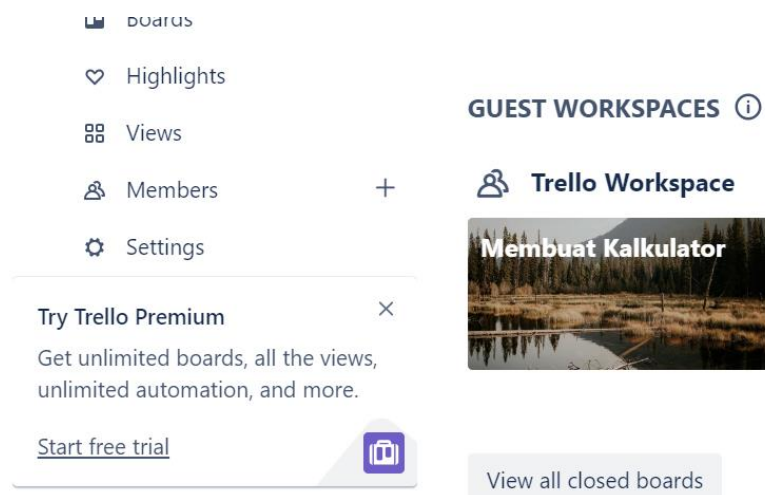 Boards
Highlights
Views
Members
Settings
Try Trello Premium
Get unlimited boards, all the views,
unlimited automation, and more.
Start free trial
GUEST WORKSPACES
Trello Workspace
Membuat Kalkulator
View all closed boards